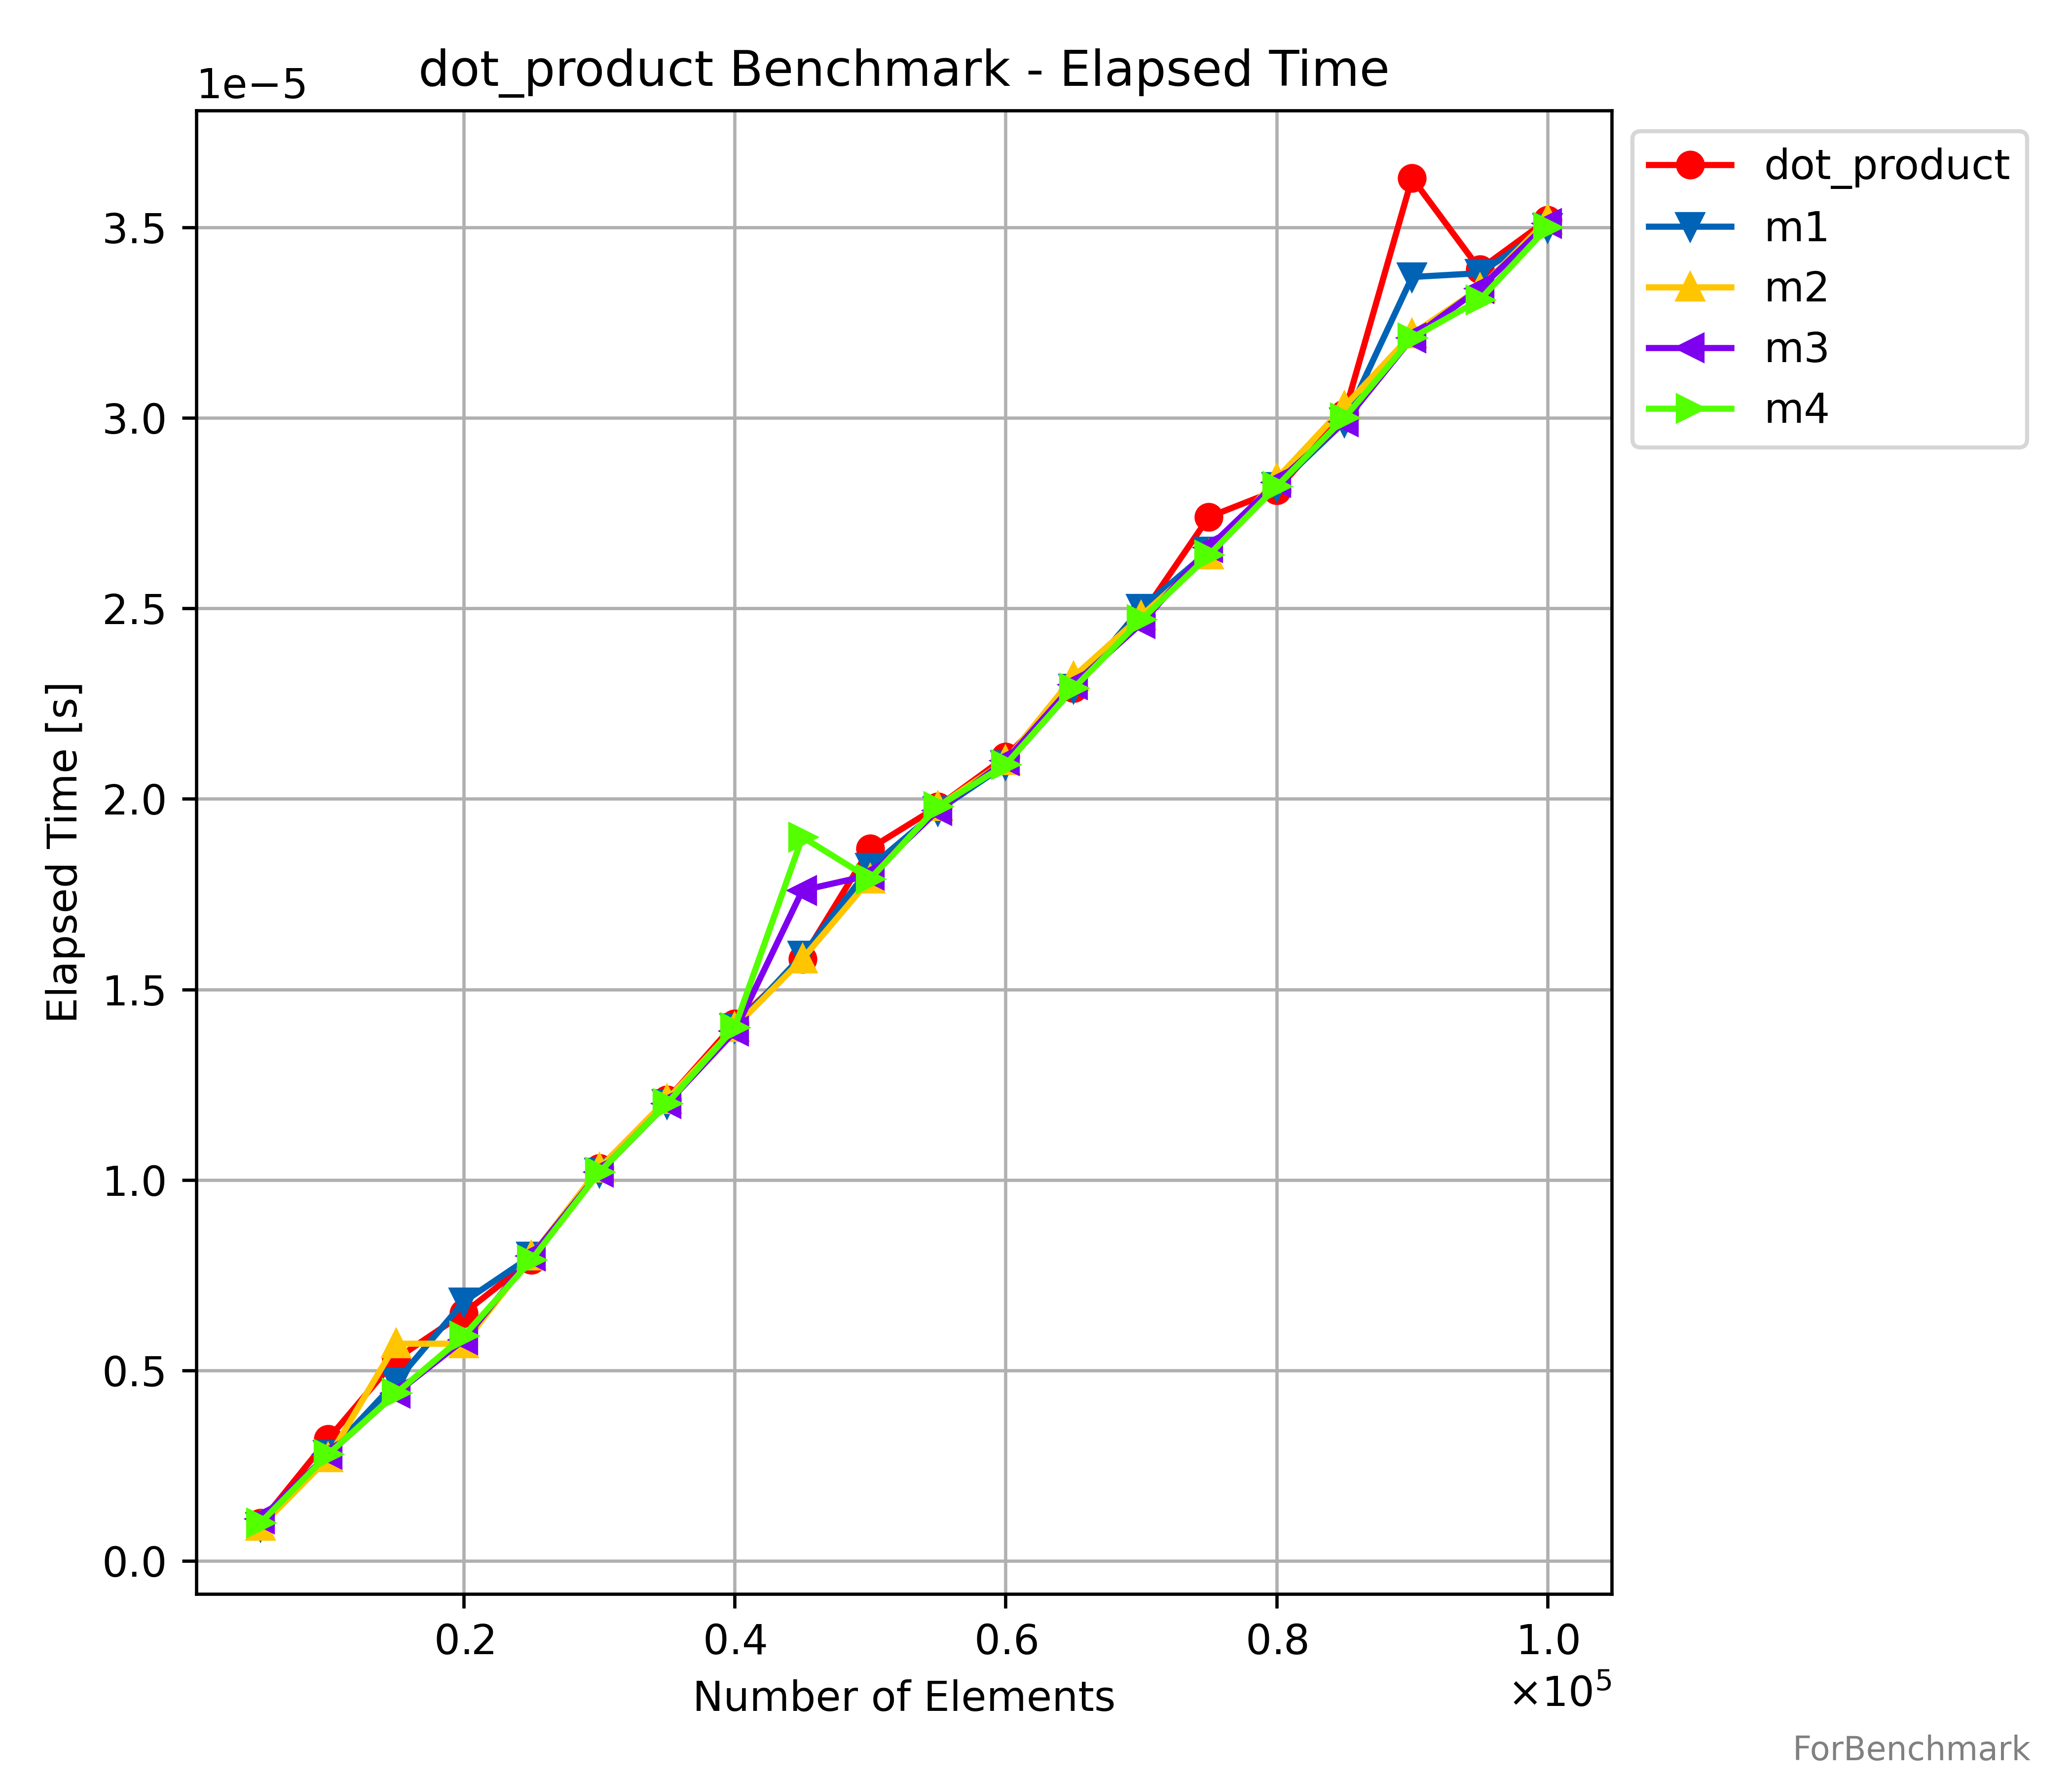 dot_product Benchmark - Elapsed Time
1e−5
3.5
3.0
2.5
2.0
1.5
1.0
0.5
0.0
Elapsed Time [s]
0.2 0.4 0.6 0.8 1.0
×10⁵
Number of Elements
dot_product
m1
m2
m3
m4
ForBenchmark